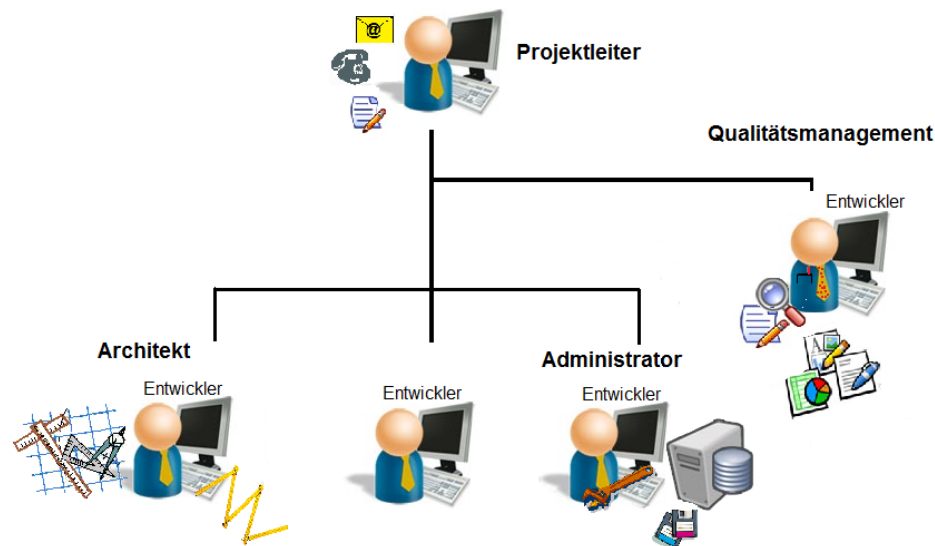 @
Projektleiter
Qualitätsmanagement
Entwickler
Architekt
Entwickler
Entwickler
Administrator
Entwickler